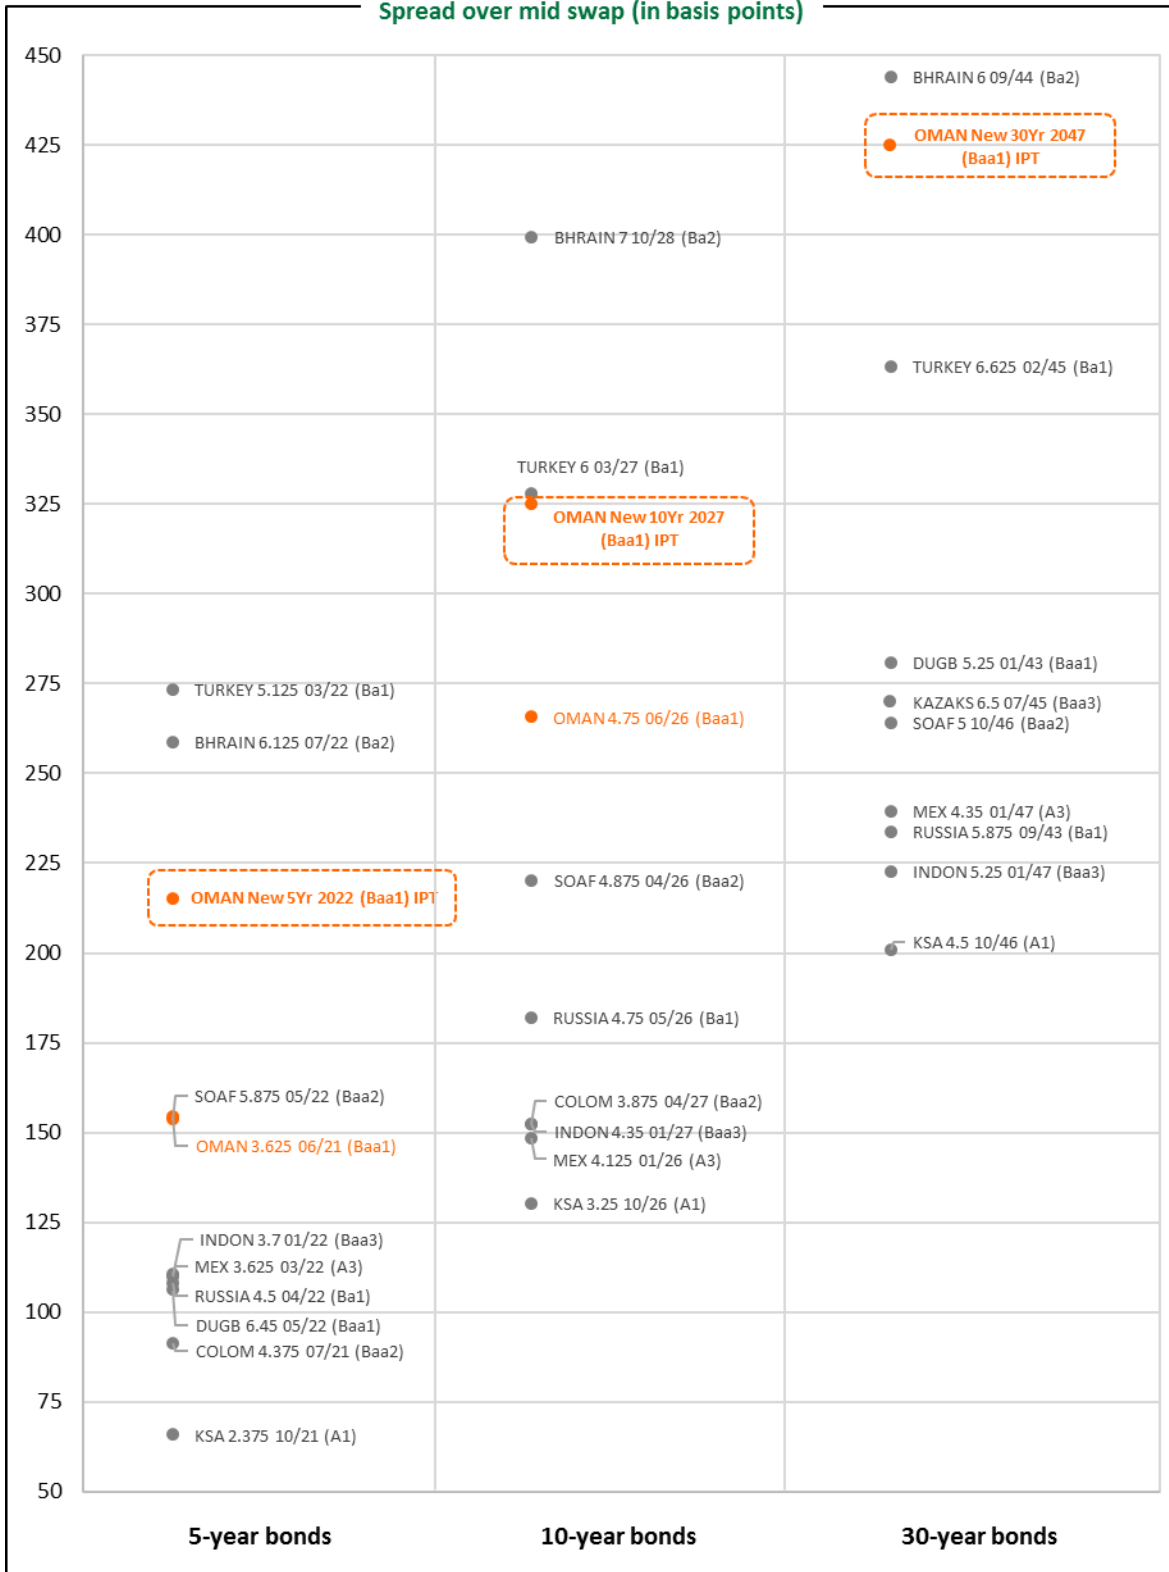 Spread over mid swap (in basis points)
450
425
400
375
350
325
300
275
250
225
200
175
150
125
100
75
50
TURKEY 5.125 03/22 (Ba1)
BHRAIN 6.125 07/22 (Ba2)
OMAN New 5Yr 2022 (Baa1) IPT
SOAF 5.875 05/22 (Baa2)
OMAN 3.625 06/21 (Baa1)
INDON 3.7 01/22 (Baa3)
MEX 3.625 03/22 (A3)
RUSSIA 4.5 04/22 (Ba1)
DUGB 6.45 05/22 (Baa1)
COLOM 4.375 07/21 (Baa2)
KSA 2.375 10/21 (A1)
BHRAIN 7 10/28 (Ba2)
TURKEY 6 03/27 (Ba1)
OMAN New 10Yr 2027
(Baa1) IPT
OMAN 4.75 06/26 (Baa1)
SOAF 4.875 04/26 (Baa2)
RUSSIA 4.75 05/26 (Ba1)
COLOM 3.875 04/27 (Baa2)
INDON 4.35 01/27 (Baa3)
MEX 4.125 01/26 (A3)
KSA 3.25 10/26 (A1)
BHRAIN 6 09/44 (Ba2)
OMAN New 30Yr 2047
(Baa1) IPT
TURKEY 6.625 02/45 (Ba1)
DUGB 5.25 01/43 (Baa1)
KAZAKS 6.5 07/45 (Baa3)
SOAF 5 10/46 (Baa2)
MEX 4.35 01/47 (A3)
RUSSIA 5.875 09/43 (Ba1)
INDON 5.25 01/47 (Baa3)
KSA 4.5 10/46 (A1)
5-year bonds
10-year bonds
30-year bonds